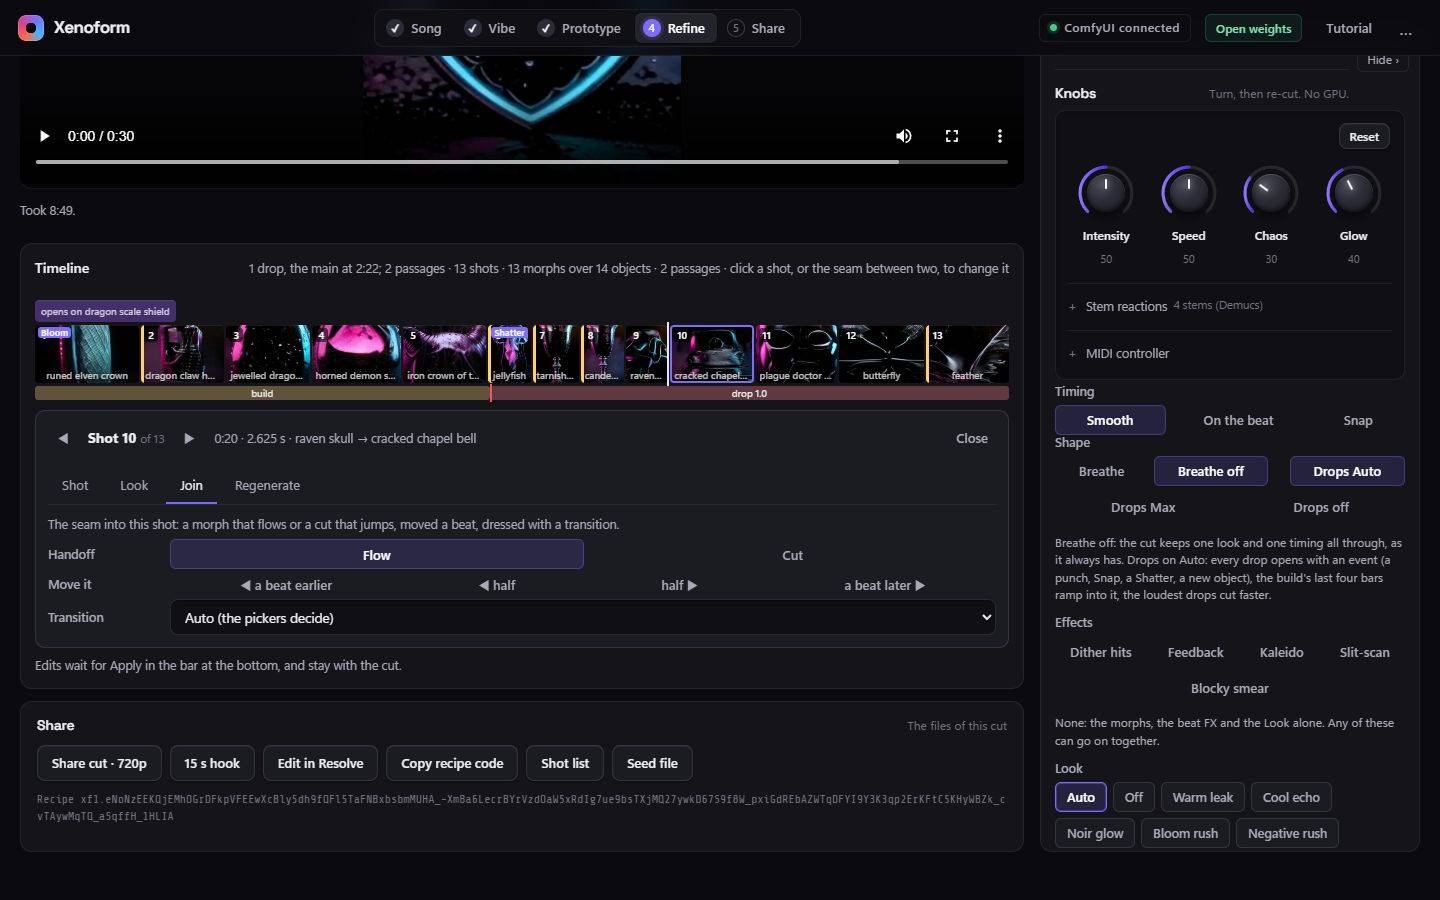 Xenoform
Song
Vibe
Prototype
4 Refine
5 Share
ComfyUI connected
Open weights
Tutorial
...
0:00 / 0:30
Took 8:49.
Timeline
1 drop, the main at 2:22; 2 passages · 13 shots · 13 morphs over 14 objects · 2 passages · click a shot, or the seam between two, to change it
opens on dragon scale shield
Bloom
2
3
4
5
Shatter
7
8
9
10
11
12
13
runed elven crown
dragon claw h...
jewelled drago...
horned demon s...
iron crown of t...
jellyfish
tarnish...
cande...
raven...
cracked chapel...
plague doctor ...
butterfly
feather
build
drop 1.0
◀ Shot 10 of 13 ▶ 0:20 · 2.625 s · raven skull → cracked chapel bell
Close
Shot
Look
Join
Regenerate
The seam into this shot: a morph that flows or a cut that jumps, moved a beat, dressed with a transition.
Handoff
Flow
Cut
Move it
◀ a beat earlier
◀ half
half ▶
a beat later ▶
Transition
Auto (the pickers decide)
Edits wait for Apply in the bar at the bottom, and stay with the cut.
Share
The files of this cut
Share cut · 720p
15 s hook
Edit in Resolve
Copy recipe code
Shot list
Seed file
Hide ›
Knobs
Turn, then re-cut. No GPU.
Reset
Intensity
Speed
Chaos
Glow
50
50
30
40
+ Stem reactions 4 stems (Demucs)
+ MIDI controller
Timing
Smooth
On the beat
Snap
Shape
Breathe
Breathe off
Drops Auto
Drops Max
Drops off
Breathe off: the cut keeps one look and one timing all through, as
it always has. Drops on Auto: every drop opens with an event (a
punch, Snap, a Shatter, a new object), the build's last four bars
ramp into it, the loudest drops cut faster.
Effects
Dither hits
Feedback
Kaleido
Slit-scan
Blocky smear
None: the morphs, the beat FX and the Look alone. Any of these
can go on together.
Look
Auto
Off
Warm leak
Cool echo
Noir glow
Bloom rush
Negative rush